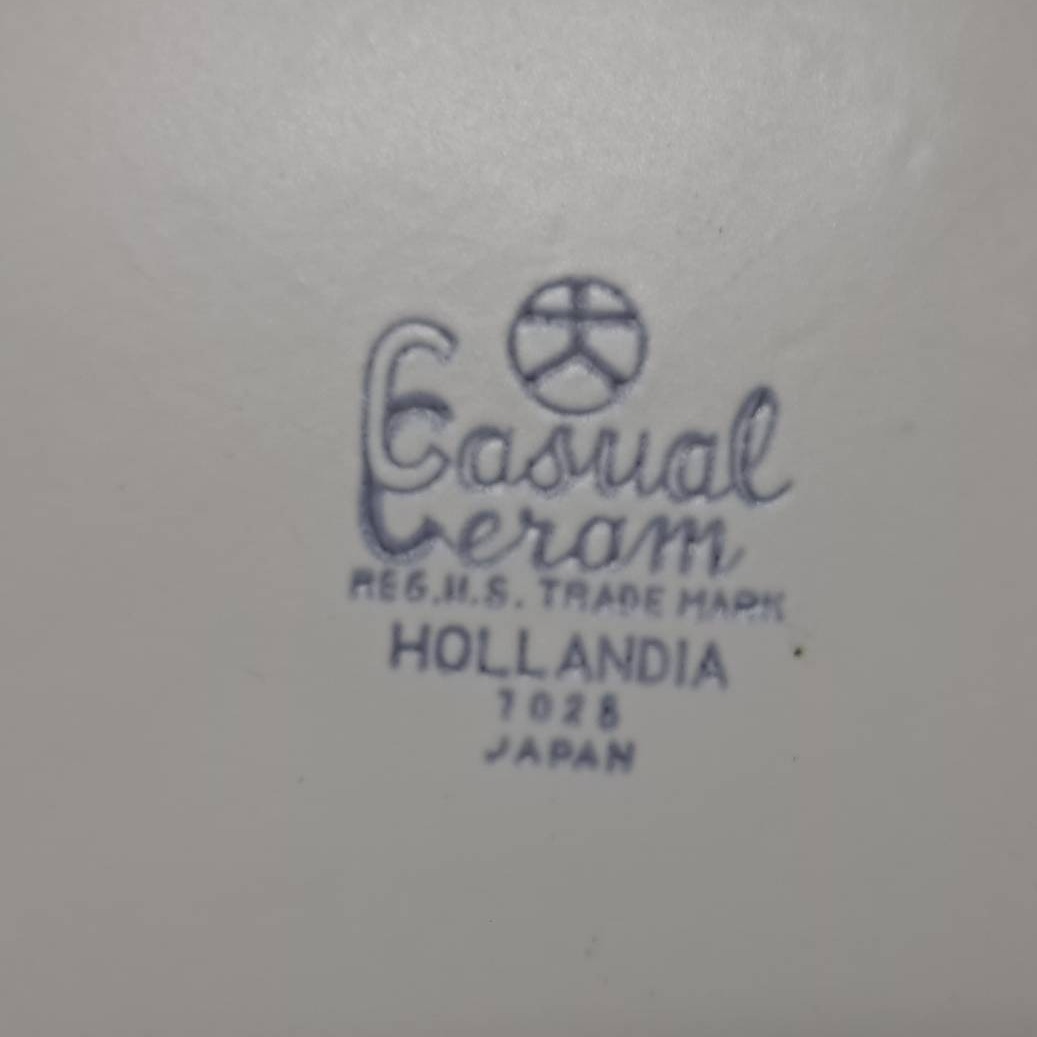 大
Casual
Ceram
REG.U.S. TRADE MARK
HOLLANDIA
7028
JAPAN